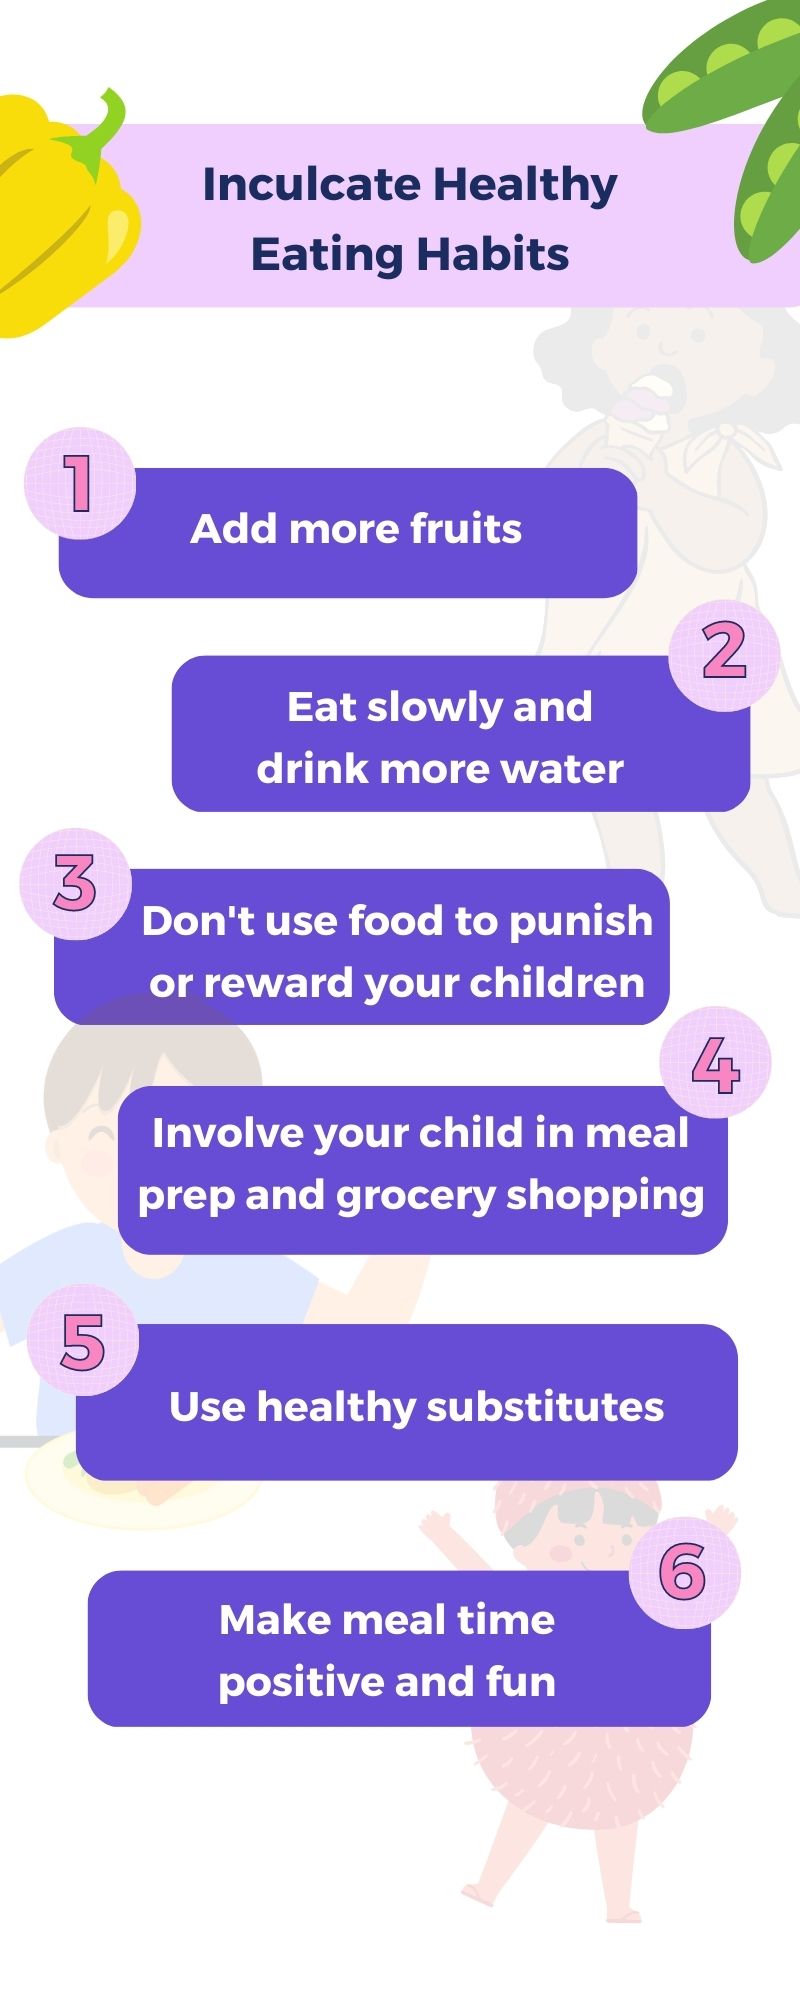 Inculcate Healthy
Eating Habits
1
Add more fruits
2
Eat slowly and
drink more water
3
Don't use food to punish
or reward your children
4
Involve your child in meal
prep and grocery shopping
5
Use healthy substitutes
6
Make meal time
positive and fun